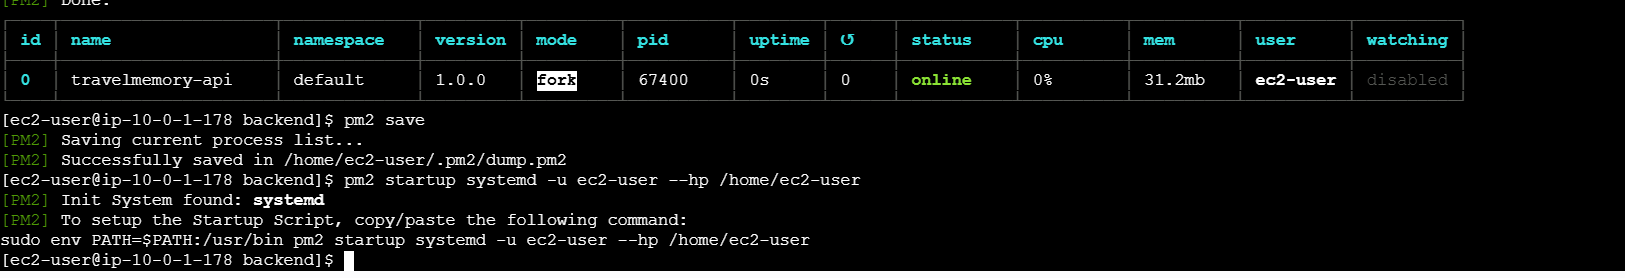 [PM2] Done.
id name namespace version mode pid uptime ↺ status cpu mem user watching
0 travelmemory-api default 1.0.0 fork 67400 0s 0 online 0% 31.2mb ec2-user disabled
[ec2-user@ip-10-0-1-178 backend]$ pm2 save
[PM2] Saving current process list...
[PM2] Successfully saved in /home/ec2-user/.pm2/dump.pm2
[ec2-user@ip-10-0-1-178 backend]$ pm2 startup systemd -u ec2-user --hp /home/ec2-user
[PM2] Init System found: systemd
[PM2] To setup the Startup Script, copy/paste the following command:
sudo env PATH=$PATH:/usr/bin pm2 startup systemd -u ec2-user --hp /home/ec2-user
[ec2-user@ip-10-0-1-178 backend]$